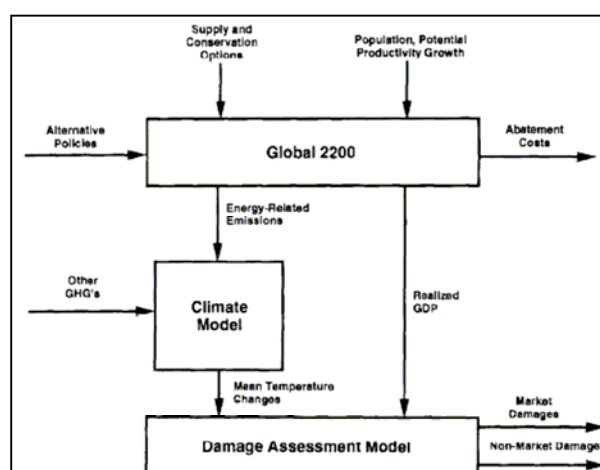 Supply and
Conservation
Options
Population, Potential
Productivity Growth
Alternative
Policies
Global 2200
Abatement
Costs
Energy-Related
Emissions
Other
GHG's
Climate
Model
Realized
GDP
Mean Temperature
Changes
Market
Damages
Damage Assessment Model
Non-Market Damage